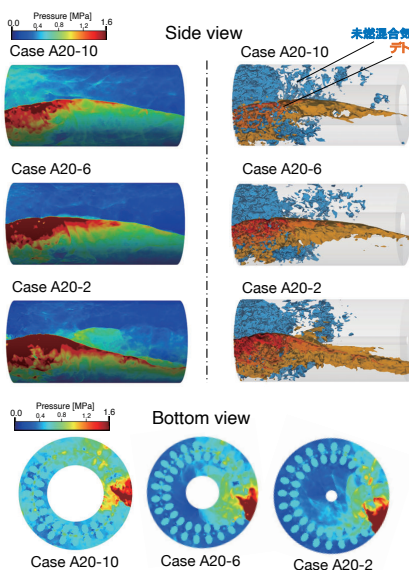 Pressure [MPa]
0.0 0.4 0.8 1.2 1.6
Side view
Case A20-10
Case A20-10
未燃混合気
デト
Case A20-6
Case A20-6
Case A20-2
Case A20-2
Pressure [MPa]
0.0 0.4 0.8 1.2 1.6
Bottom view
Case A20-10
Case A20-6
Case A20-2